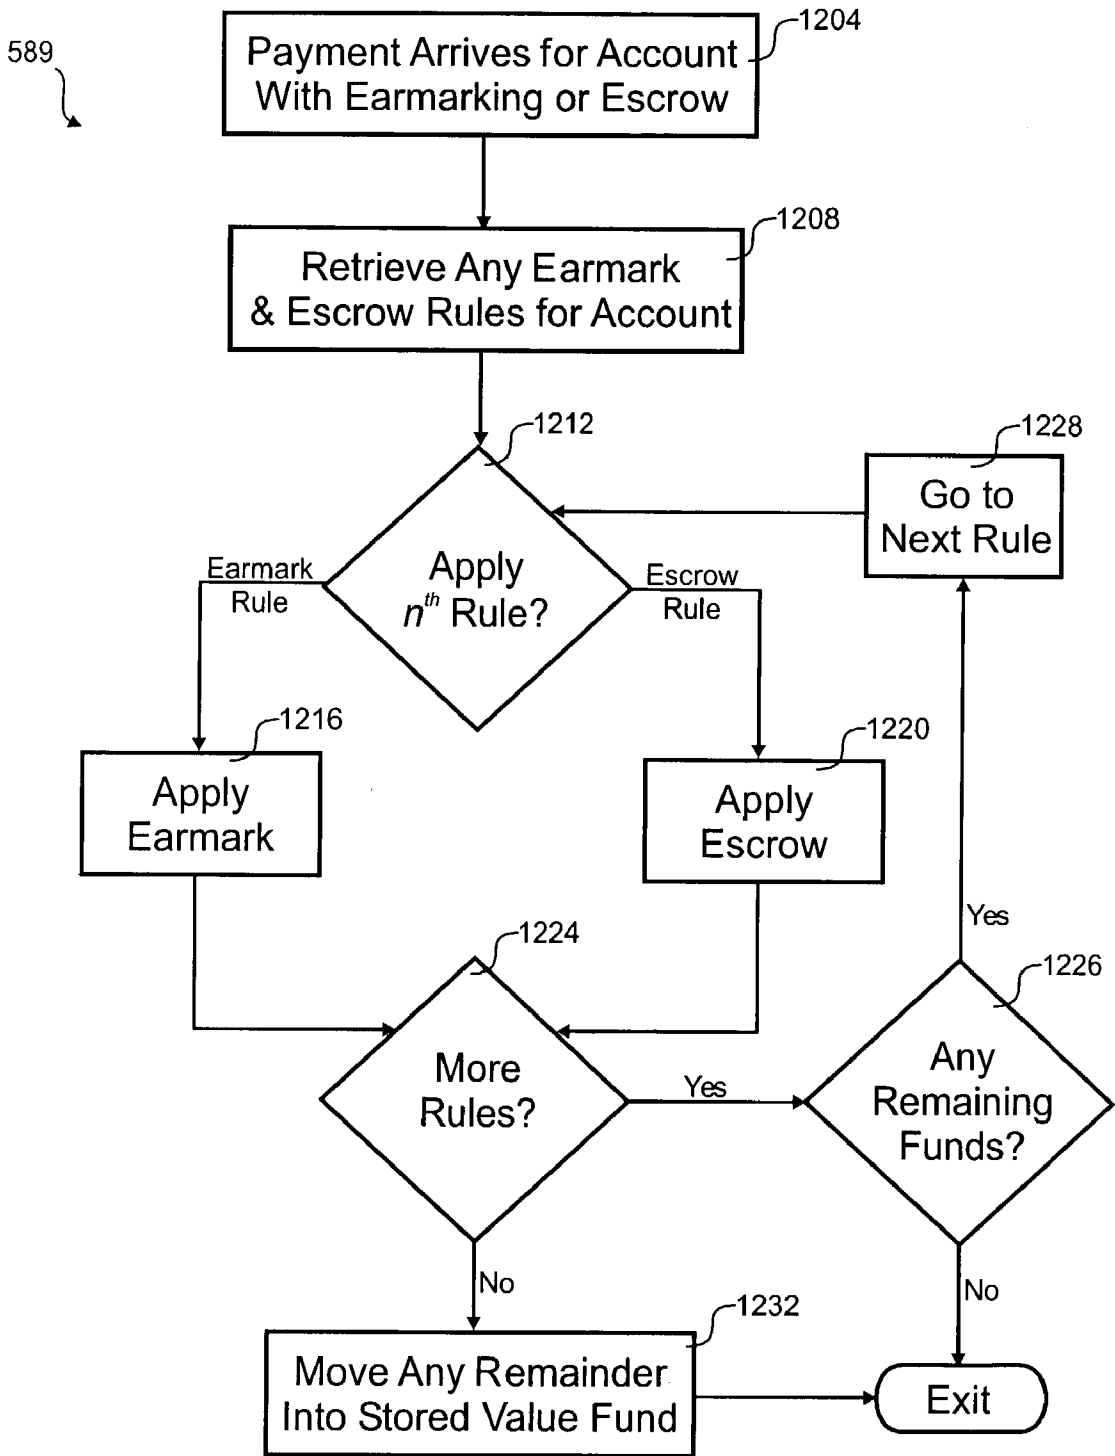 589
1204
Payment Arrives for Account
With Earmarking or Escrow
1208
Retrieve Any Earmark
& Escrow Rules for Account
1212
Apply
nth Rule?
Earmark
Rule
Escrow
Rule
1228
Go to
Next Rule
1216
Apply
Earmark
1220
Apply
Escrow
1224
More
Rules?
Yes
1226
Any
Remaining
Funds?
Yes
No
No
1232
Move Any Remainder
Into Stored Value Fund
Exit